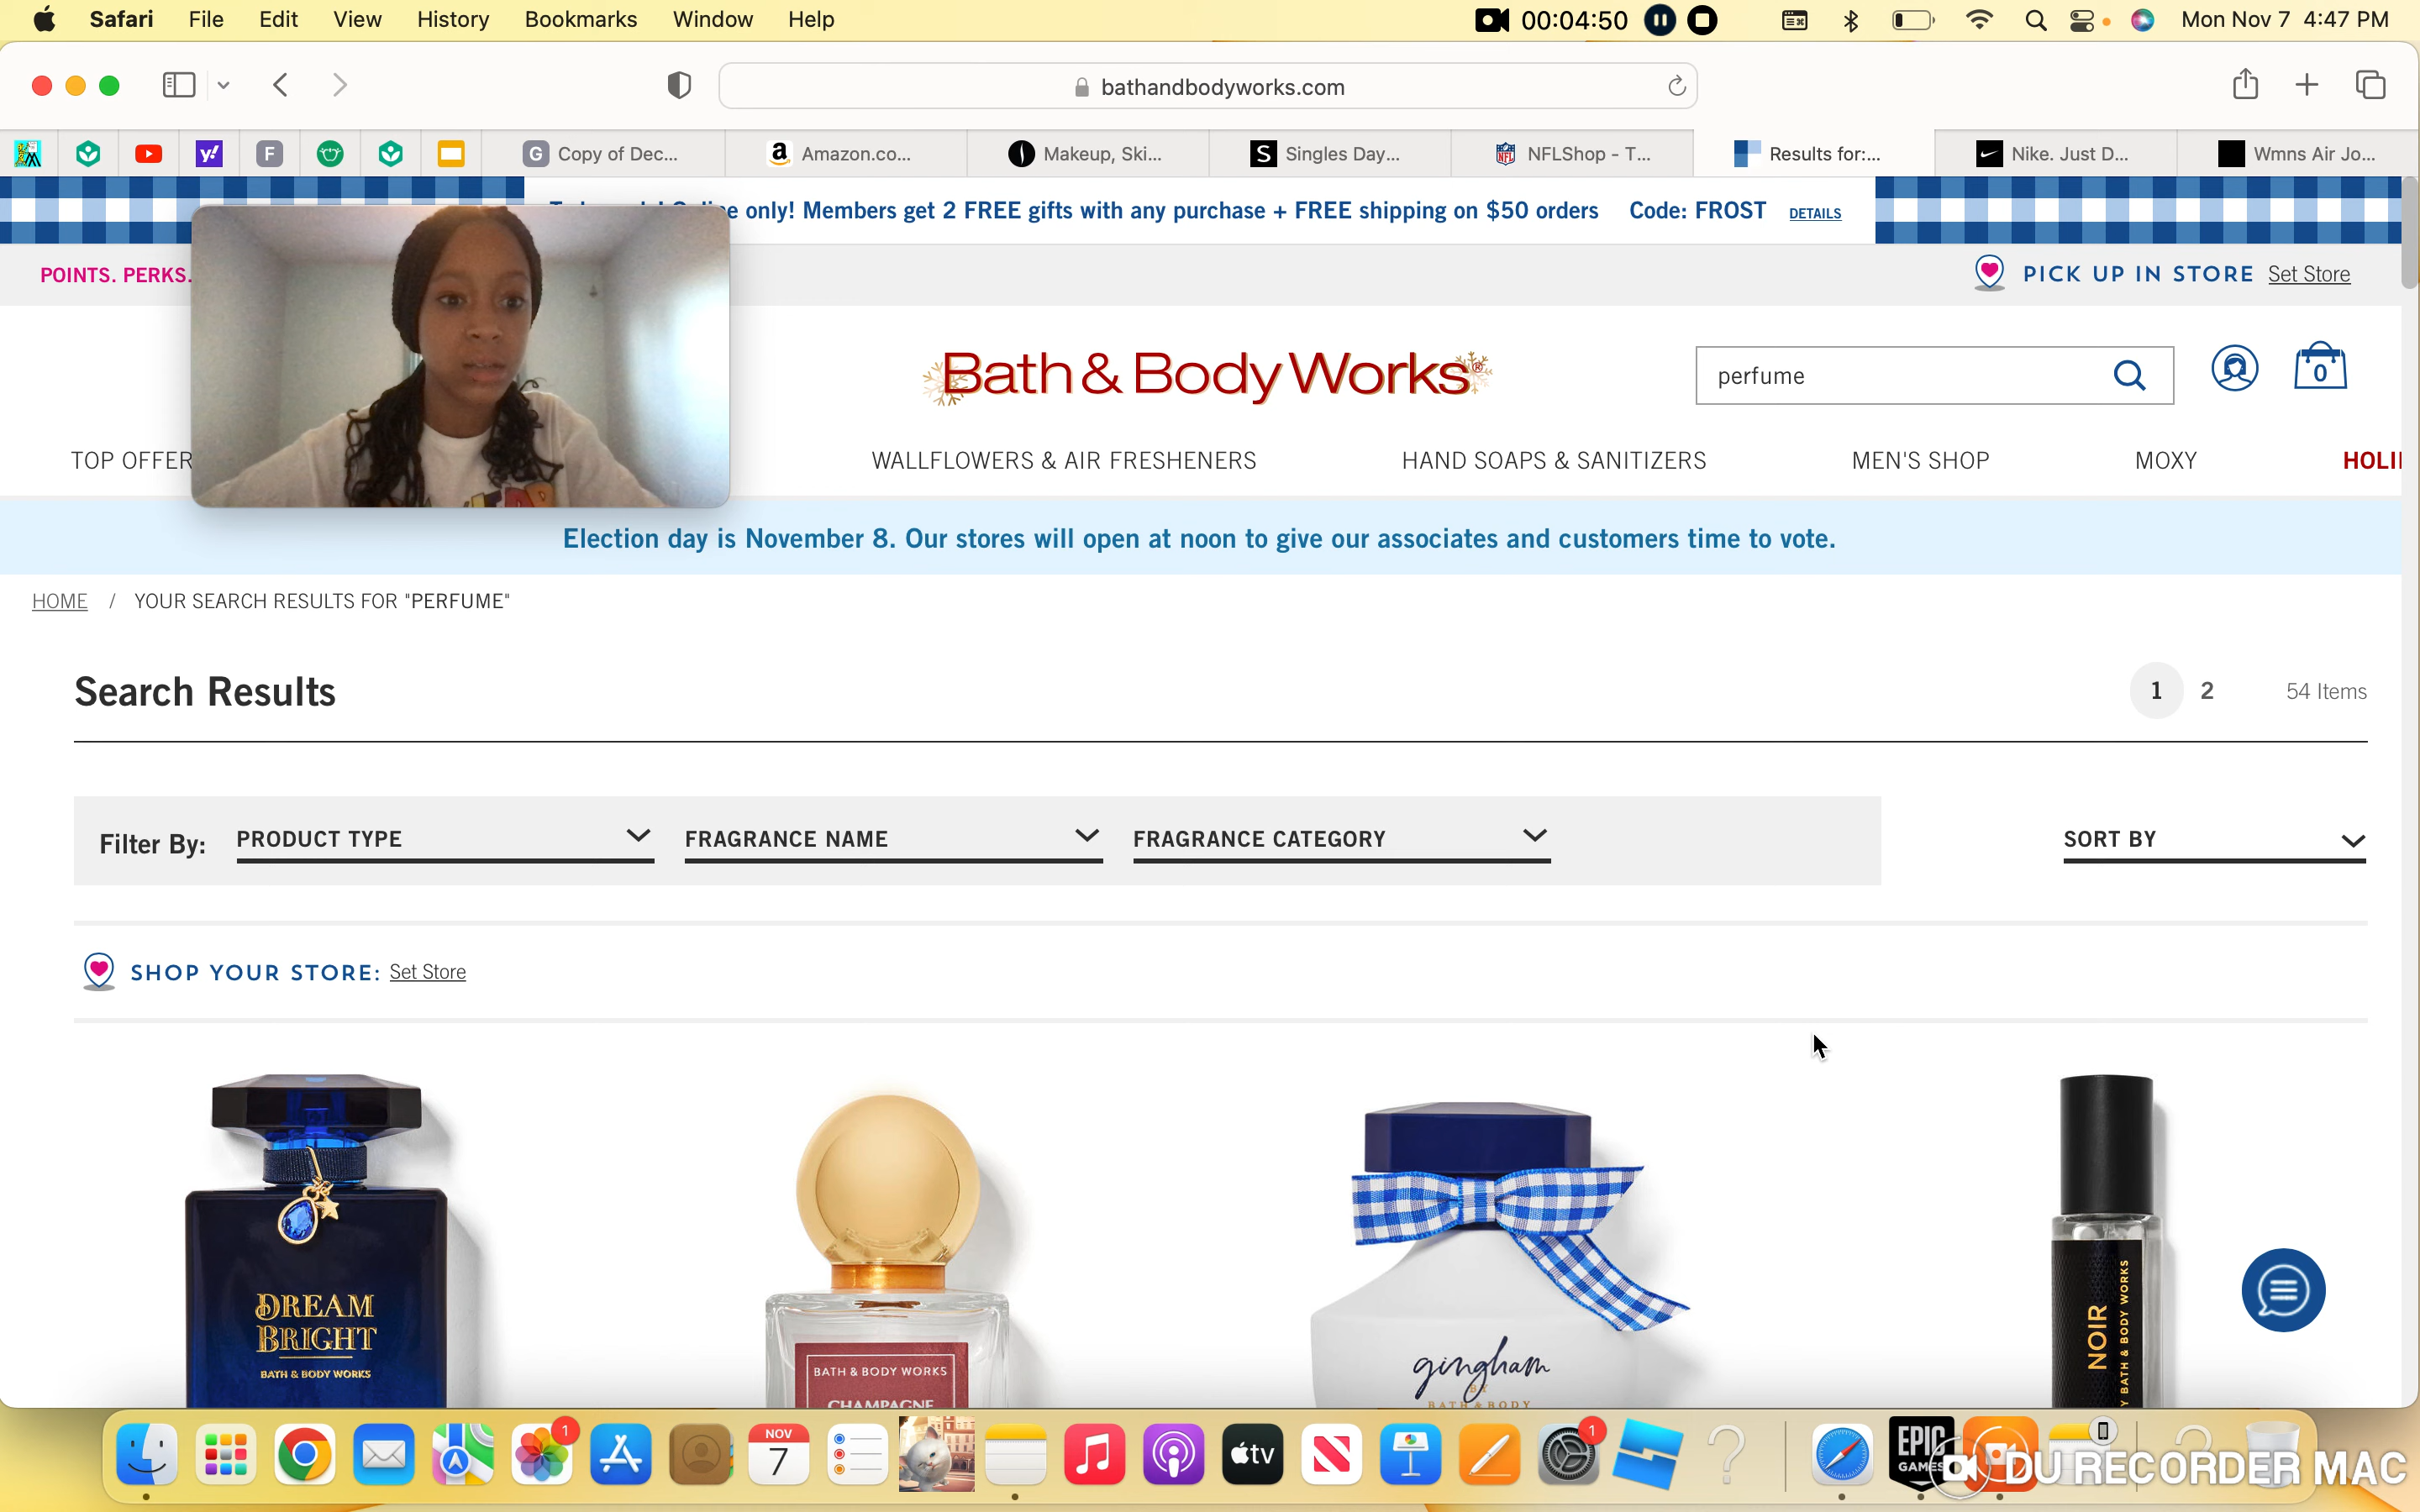 Safari File Edit View History Bookmarks Window Help 00:04:50 Mon Nov 7 4:47 PM
bathandbodyworks.com
F G Copy of Dec... a Amazon.co... Makeup, Ski... S Singles Day... NFLShop - T... Results for:... Nike. Just D... Wmns Air Jo...
only! Members get 2 FREE gifts with any purchase + FREE shipping on $50 orders Code: FROST DETAILS
POINTS. PERKS. PICK UP IN STORE Set Store
Bath & Body Works®
perfume
0
TOP OFFER WALLFLOWERS & AIR FRESHENERS HAND SOAPS & SANITIZERS MEN'S SHOP MOXY HOLI
Election day is November 8. Our stores will open at noon to give our associates and customers time to vote.
HOME / YOUR SEARCH RESULTS FOR "PERFUME"
Search Results 1 2 54 Items
Filter By: PRODUCT TYPE FRAGRANCE NAME FRAGRANCE CATEGORY SORT BY
SHOP YOUR STORE: Set Store
DREAM
BRIGHT
BATH & BODY WORKS
BATH & BODY WORKS
CHAMPAGNE
gingham
BY
BATH & BODY
NOIR
BY BATH & BODY WORKS
1
NOV
7
tv
1
EPIC
GAMES
DU RECORDER MAC